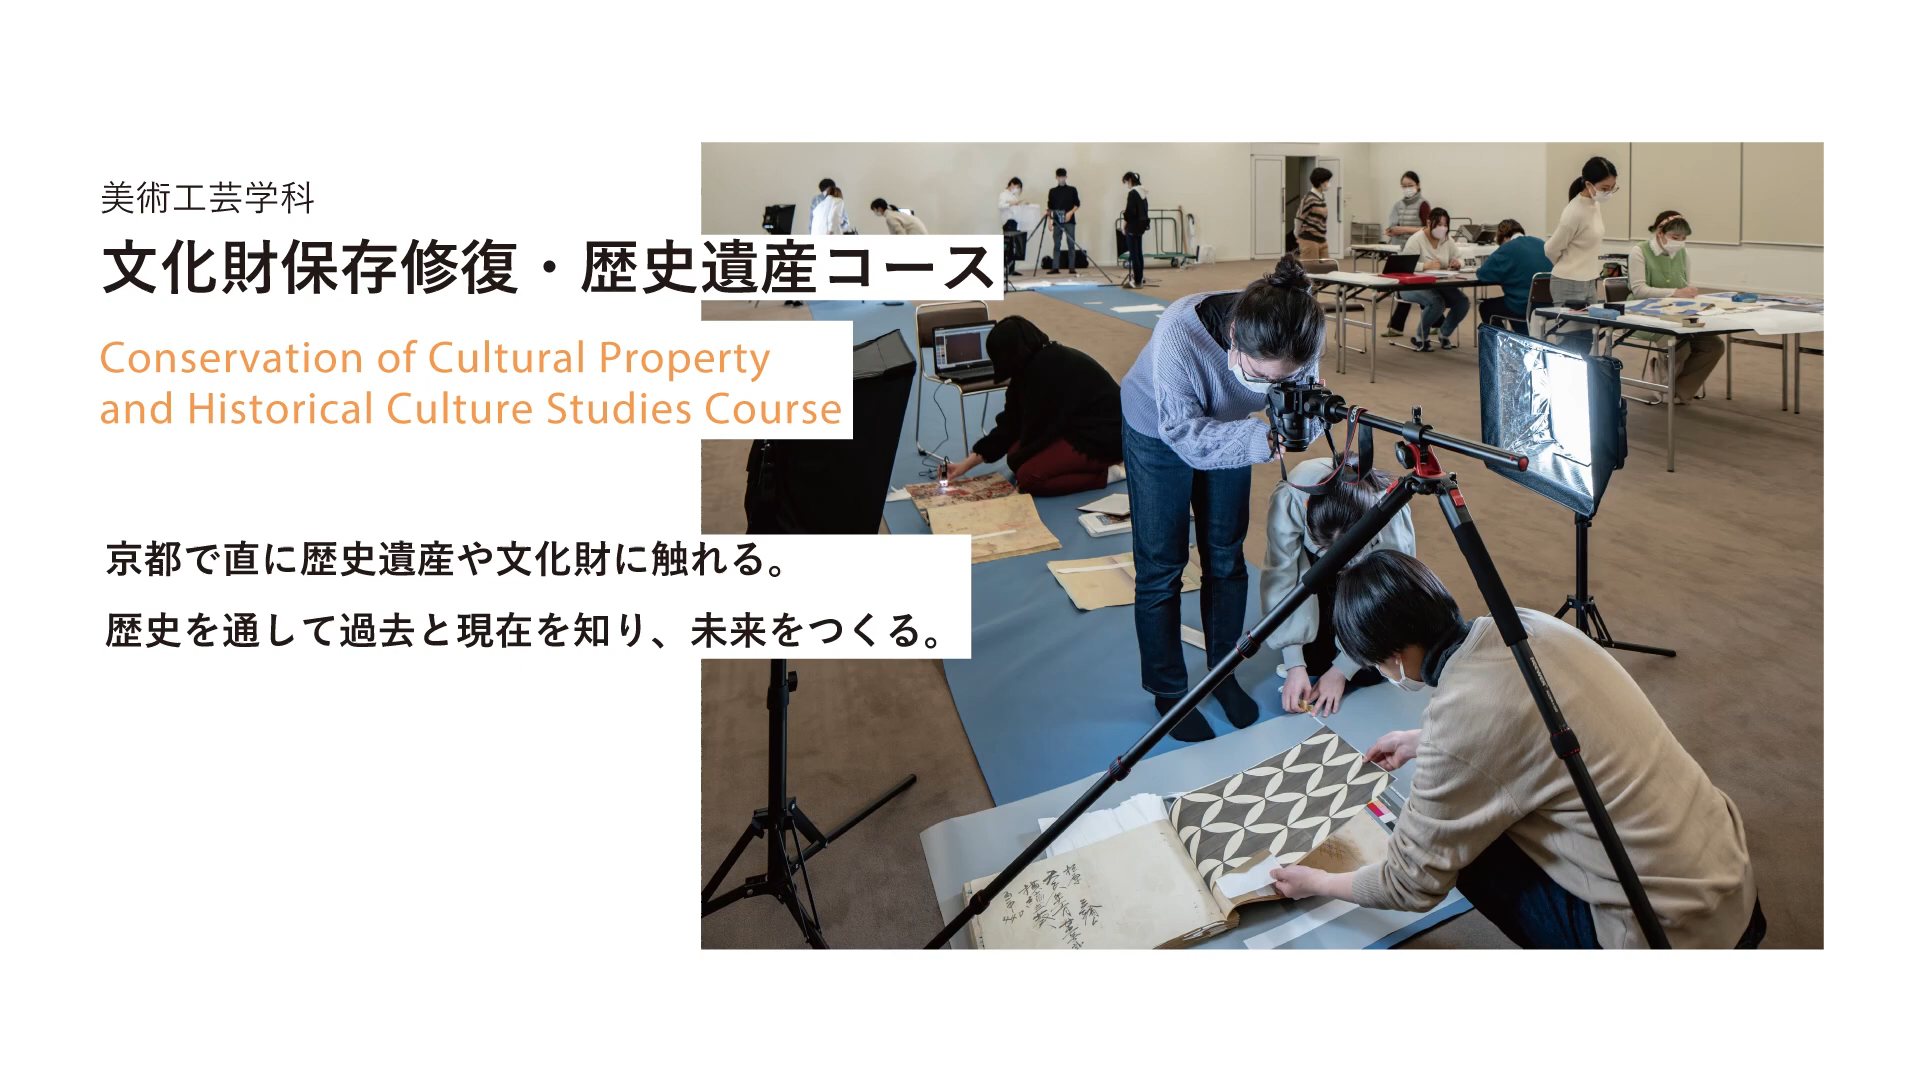 美術工芸学科
文化財保存修復・歴史遺産コース
Conservation of Cultural Property
and Historical Culture Studies Course
京都で直に歴史遺産や文化財に触れる。
歴史を通して過去と現在を知り、未来をつくる。